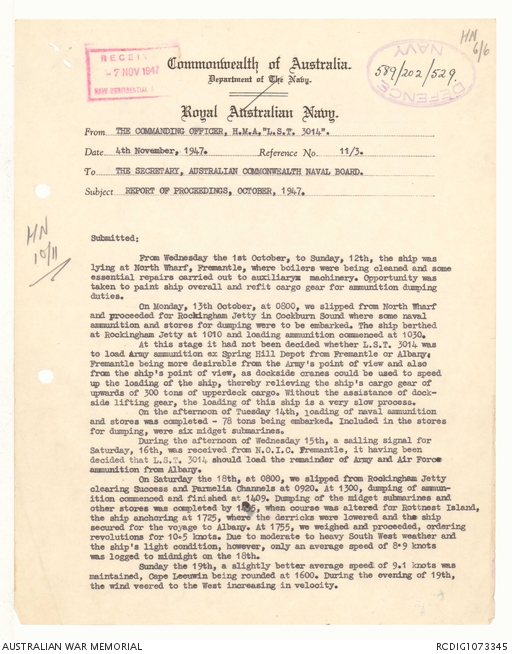 HN
6/6
RECEIV
- 7 NOV 1947
NAVY CONFIDENTIAL
Commonwealth of Australia.
Department of The Navy.
NAVY
589/202/529.
DEFENCE
Royal Australian Navy.
From THE COMMANDING OFFICER, H.M.A."L.S.T. 3014".
Date 4th November, 1947. Reference No. 11/3.
To THE SECRETARY, AUSTRALIAN COMMONWEALTH NAVAL BOARD.
Subject REPORT OF PROCEEDINGS, OCTOBER, 1947.
HN
10/11
Submitted;
From Wednesday the 1st October, to Sunday, 12th, the ship was
lying at North Wharf, Fremantle, where boilers were being cleaned and some
essential repairs carried out to auxiliaryx machinery. Opportunity was
taken to paint ship overall and refit cargo gear for ammunition dumping
duties.
On Monday, 13th October, at 0800, we slipped from North Wharf
and proceeded for Rockingham Jetty in Cockburn Sound where some naval
ammunition and stores for dumping were to be embarked. The ship berthed
at Rockingham Jetty at 1010 and loading ammunition commenced at 1030.
At this stage it had not been decided whether L.S.T. 3014 was
to load Army ammunition ex Spring Hill Depot from Fremantle or Albany;
Fremantle being more desirable from the Army's point of view and also
from the ship's point of view, as dockside cranes could be used to speed
up the loading of the ship, thereby relieving the ship's cargo gear of
upwards of 300 tons of upperdeck cargo. Without the assistance of dock-
side lifting gear, the loading of this ship is a very slow process.
On the afternoon of Tuesday 14th, loading of naval ammunition
and stores was completed - 78 tons being embarked. Included in the stores
for dumping, were six midget submarines.
During the afternoon of Wednesday 15th, a sailing signal for
Saturday, 16th, was received from N.O.I.C. Fremantle, it having been
decided that L.S.T. 3014 should load the remainder of Army and Air Force
ammunition from Albany.
On Saturday the 18th, at 0800, we slipped from Rockingham Jetty
clearing Success and Parmelia Channels at 0920. At 1300, dumping of ammun-
ition commenced and finished at 1409. Dumping of the midget submarines and
other stores was completed by when course was altered for Rottnest Island,
the ship anchoring at 1725, where the derricks were lowered and the ship
secured for the voyage to Albany. At 1755, we weighed and proceeded, ordering
revolutions for 10.5 knots. Due to moderate to heavy South West weather and
the ship's light condition, however, only an average speed of 8.9 knots
was logged to midnight on the 18th.
Sunday the 19th, a slightly better average speed of 9.1 knots was
maintained, Cape Leeuwin being rounded at 1600. During the evening of 19th,
the wind veered to the West increasing in velocity.
AUSTRALIAN WAR MEMORIAL
RCDIG1073345